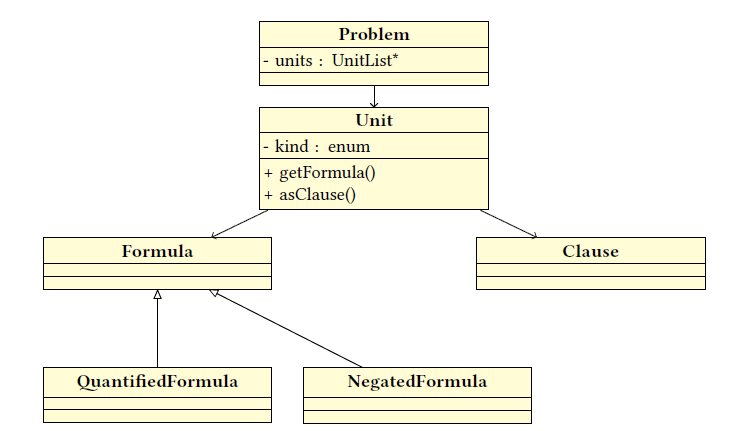 Problem
- units : UnitList*
Unit
- kind : enum
+ getFormula()
+ asClause()
Formula
Clause
QuantifiedFormula
NegatedFormula